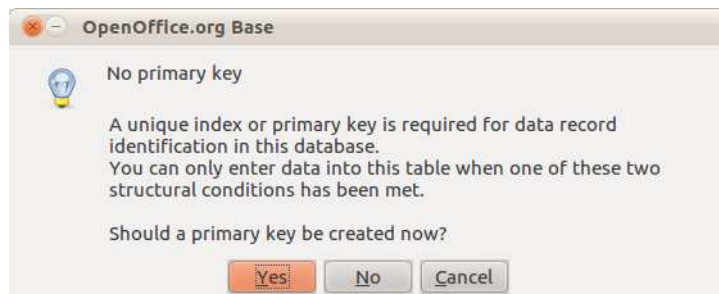 OpenOffice.org Base
No primary key
A unique index or primary key is required for data record
identification in this database.
You can only enter data into this table when one of these two
structural conditions has been met.
Should a primary key be created now?
Yes No Cancel